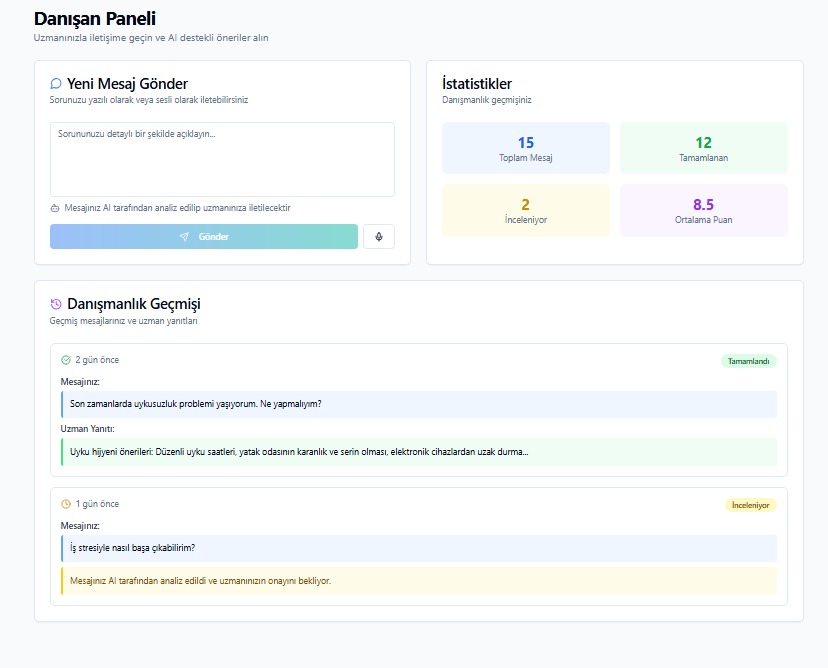 Danışan Paneli
Uzmanınızla iletişime geçin ve AI destekli öneriler alın
Yeni Mesaj Gönder
Sorunuzu yazılı olarak veya sesli olarak iletebilirsiniz
Sorununuzu detaylı bir şekilde açıklayın...
Mesajınız AI tarafından analiz edilip uzmanınıza iletilecektir
Gönder
İstatistikler
Danışmanlık geçmişiniz
15
Toplam Mesaj
12
Tamamlanan
2
İnceleniyor
8.5
Ortalama Puan
Danışmanlık Geçmişi
Geçmiş mesajlarınız ve uzman yanıtları
2 gün önce
Tamamlandı
Mesajınız:
Son zamanlarda uykusuzluk problemi yaşıyorum. Ne yapmalıyım?
Uzman Yanıtı:
Uyku hijyeni önerileri: Düzenli uyku saatleri, yatak odasının karanlık ve serin olması, elektronik cihazlardan uzak durma...
1 gün önce
İnceleniyor
Mesajınız:
İş stresiyle nasıl başa çıkabilirim?
Mesajınız AI tarafından analiz edildi ve uzmanınızın onayını bekliyor.